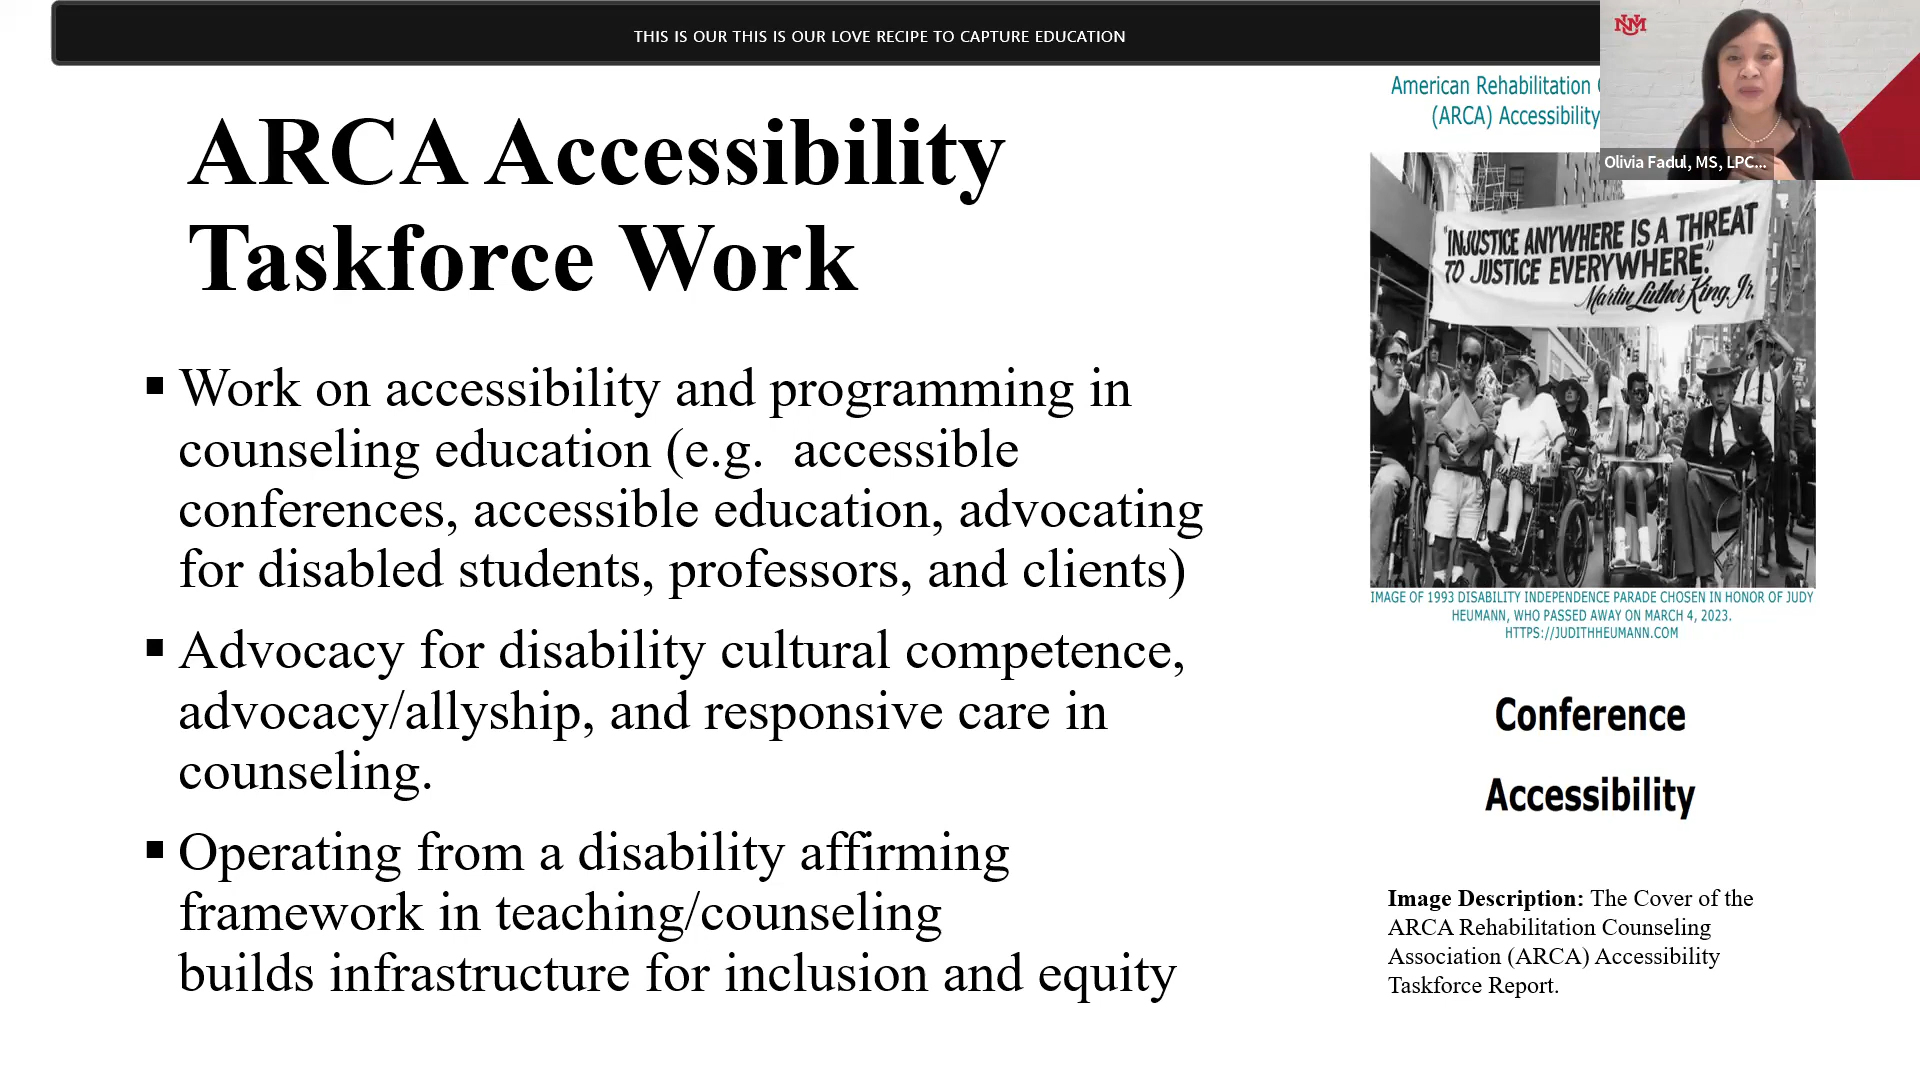 THIS IS OUR THIS IS OUR LOVE RECIPE TO CAPTURE EDUCATION
ARCA Accessibility
Taskforce Work
▪ Work on accessibility and programming in
counseling education (e.g.  accessible
conferences, accessible education, advocating
for disabled students, professors, and clients)
▪ Advocacy for disability cultural competence,
advocacy/allyship, and responsive care in
counseling.
▪ Operating from a disability affirming
framework in teaching/counseling
builds infrastructure for inclusion and equity
American Rehabilitation
(ARCA) Accessibility
NM
Olivia Fadul, MS, LPC...
"INJUSTICE ANYWHERE IS A THREAT
TO JUSTICE EVERYWHERE."
Martin Luther King, Jr.
IMAGE OF 1993 DISABILITY INDEPENDENCE PARADE CHOSEN IN HONOR OF JUDY
HEUMANN, WHO PASSED AWAY ON MARCH 4, 2023.
HTTPS://JUDITHHEUMANN.COM
Conference
Accessibility
Image Description: The Cover of the
ARCA Rehabilitation Counseling
Association (ARCA) Accessibility
Taskforce Report.